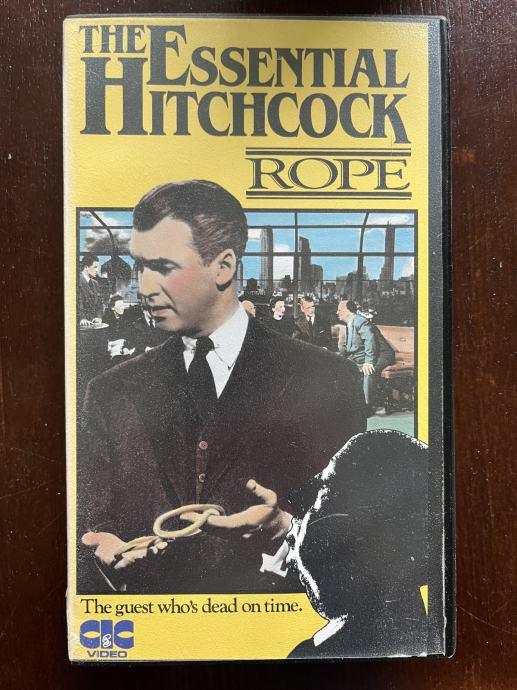 THE ESSENTIAL
HITCHCOCK
ROPE
The guest who's dead on time.
CIC
VIDEO